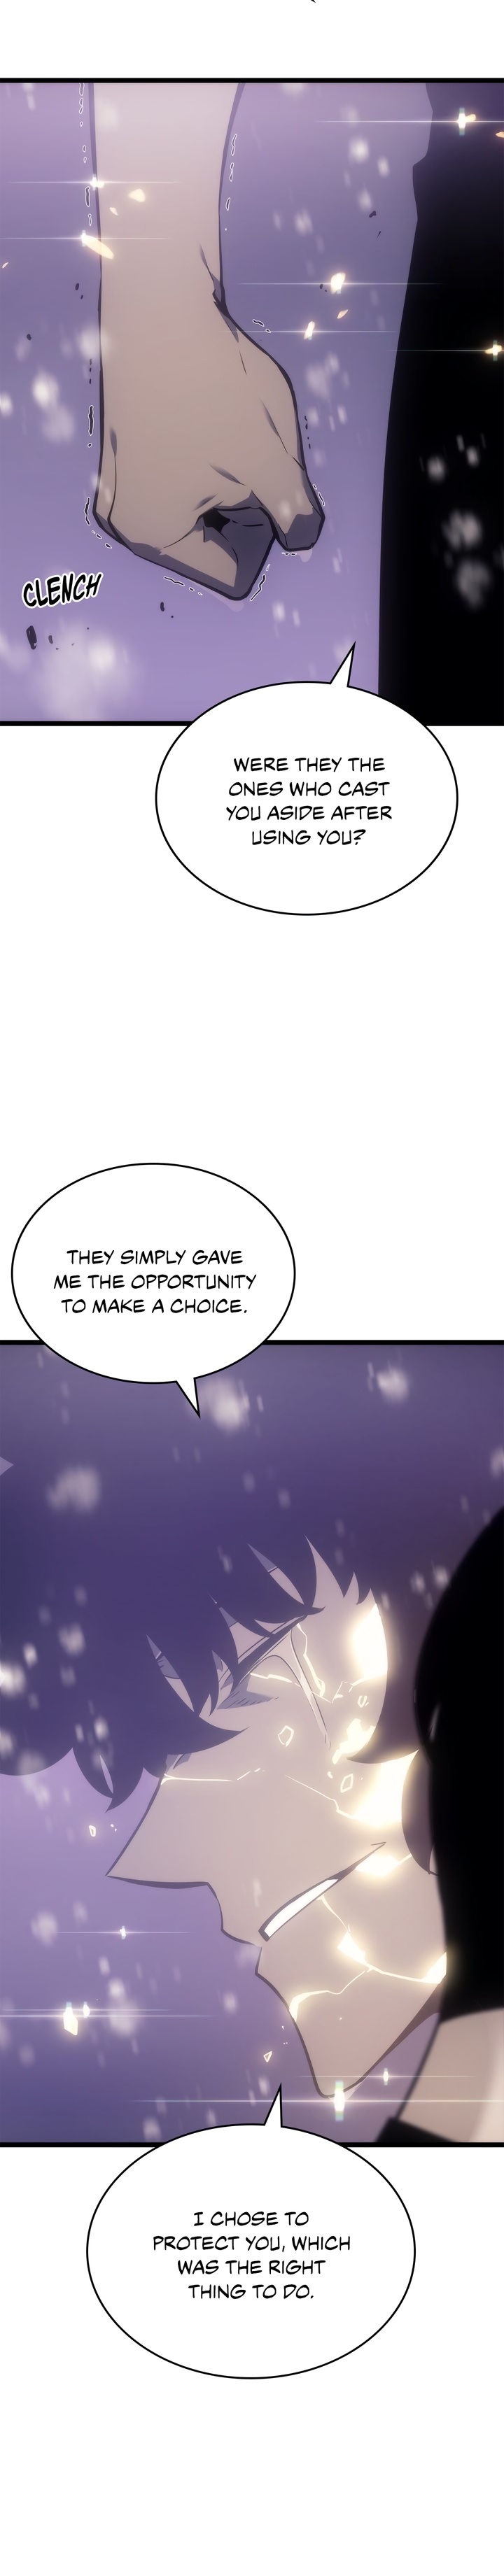 CLENCH
WERE THEY THE
ONES WHO CAST
YOU ASIDE AFTER
USING YOU?
THEY SIMPLY GAVE
ME THE OPPORTUNITY
TO MAKE A CHOICE.
I CHOSE TO
PROTECT YOU, WHICH
WAS THE RIGHT
THING TO DO.